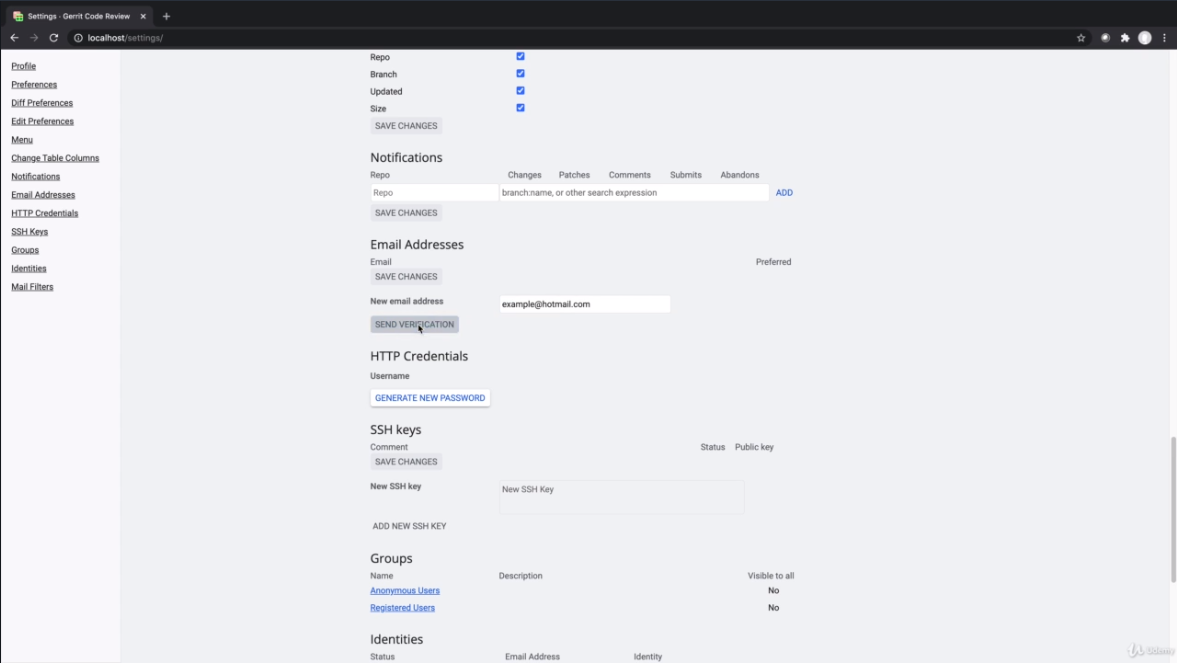 Settings · Gerrit Code Review
localhost/settings/
Profile
Preferences
Diff Preferences
Edit Preferences
Menu
Change Table Columns
Notifications
Email Addresses
HTTP Credentials
SSH Keys
Groups
Identities
Mail Filters
Repo
Branch
Updated
Size
SAVE CHANGES
Notifications
Repo Changes Patches Comments Submits Abandons
Repo branch:name, or other search expression ADD
SAVE CHANGES
Email Addresses
Email Preferred
SAVE CHANGES
New email address example@hotmail.com
SEND VERIFICATION
HTTP Credentials
Username
GENERATE NEW PASSWORD
SSH keys
Comment Status Public key
SAVE CHANGES
New SSH key New SSH Key
ADD NEW SSH KEY
Groups
Name Description Visible to all
Anonymous Users No
Registered Users No
Identities
Status Email Address Identity
Udemy